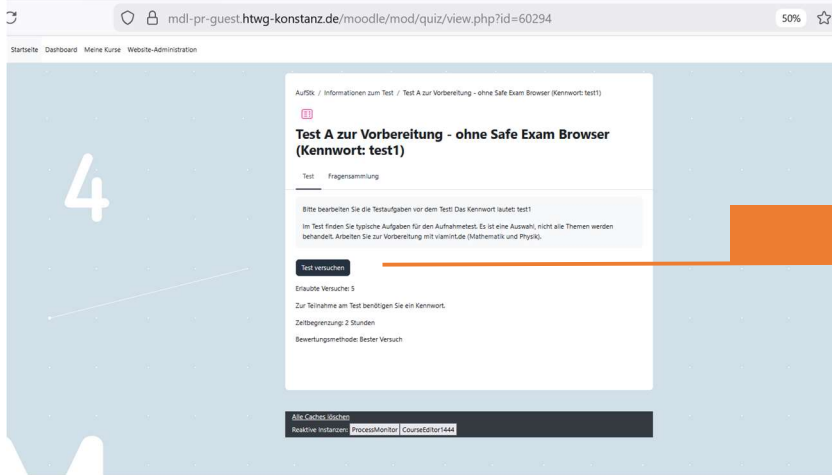 mdl-pr-guest.htwg-konstanz.de/moodle/mod/quiz/view.php?id=60294
50%
Startseite Dashboard Meine Kurse Website-Administration
AufStk / Informationen zum Test / Test A zur Vorbereitung - ohne Safe Exam Browser (Kennwort: test1)
4
Test A zur Vorbereitung - ohne Safe Exam Browser
(Kennwort: test1)
Test Fragensammlung
Bitte bearbeiten Sie die Testaufgaben vor dem Test! Das Kennwort lautet: test1
Im Test finden Sie typische Aufgaben für den Aufnahmetest. Es ist eine Auswahl, nicht alle Themen werden
behandelt. Arbeiten Sie zur Vorbereitung mit viamint.de (Mathematik und Physik).
Test versuchen
Erlaubte Versuche: 5
Zur Teilnahme am Test benötigen Sie ein Kennwort.
Zeitbegrenzung: 2 Stunden
Bewertungsmethode: Bester Versuch
Alle Caches löschen
Reaktive Instanzen: ProcessMonitor CourseEditor1444